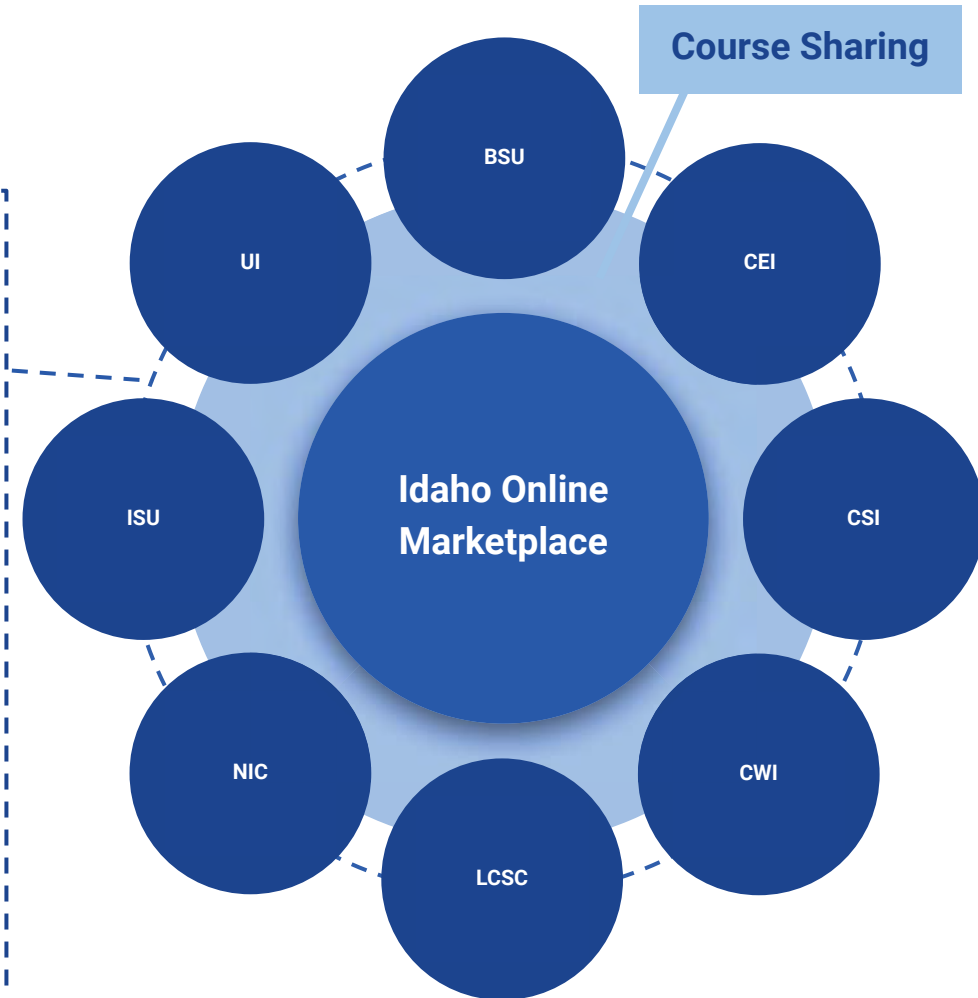 Course Sharing
BSU
UI
CEI
Idaho Online
Marketplace
ISU
CSI
NIC
CWI
LCSC